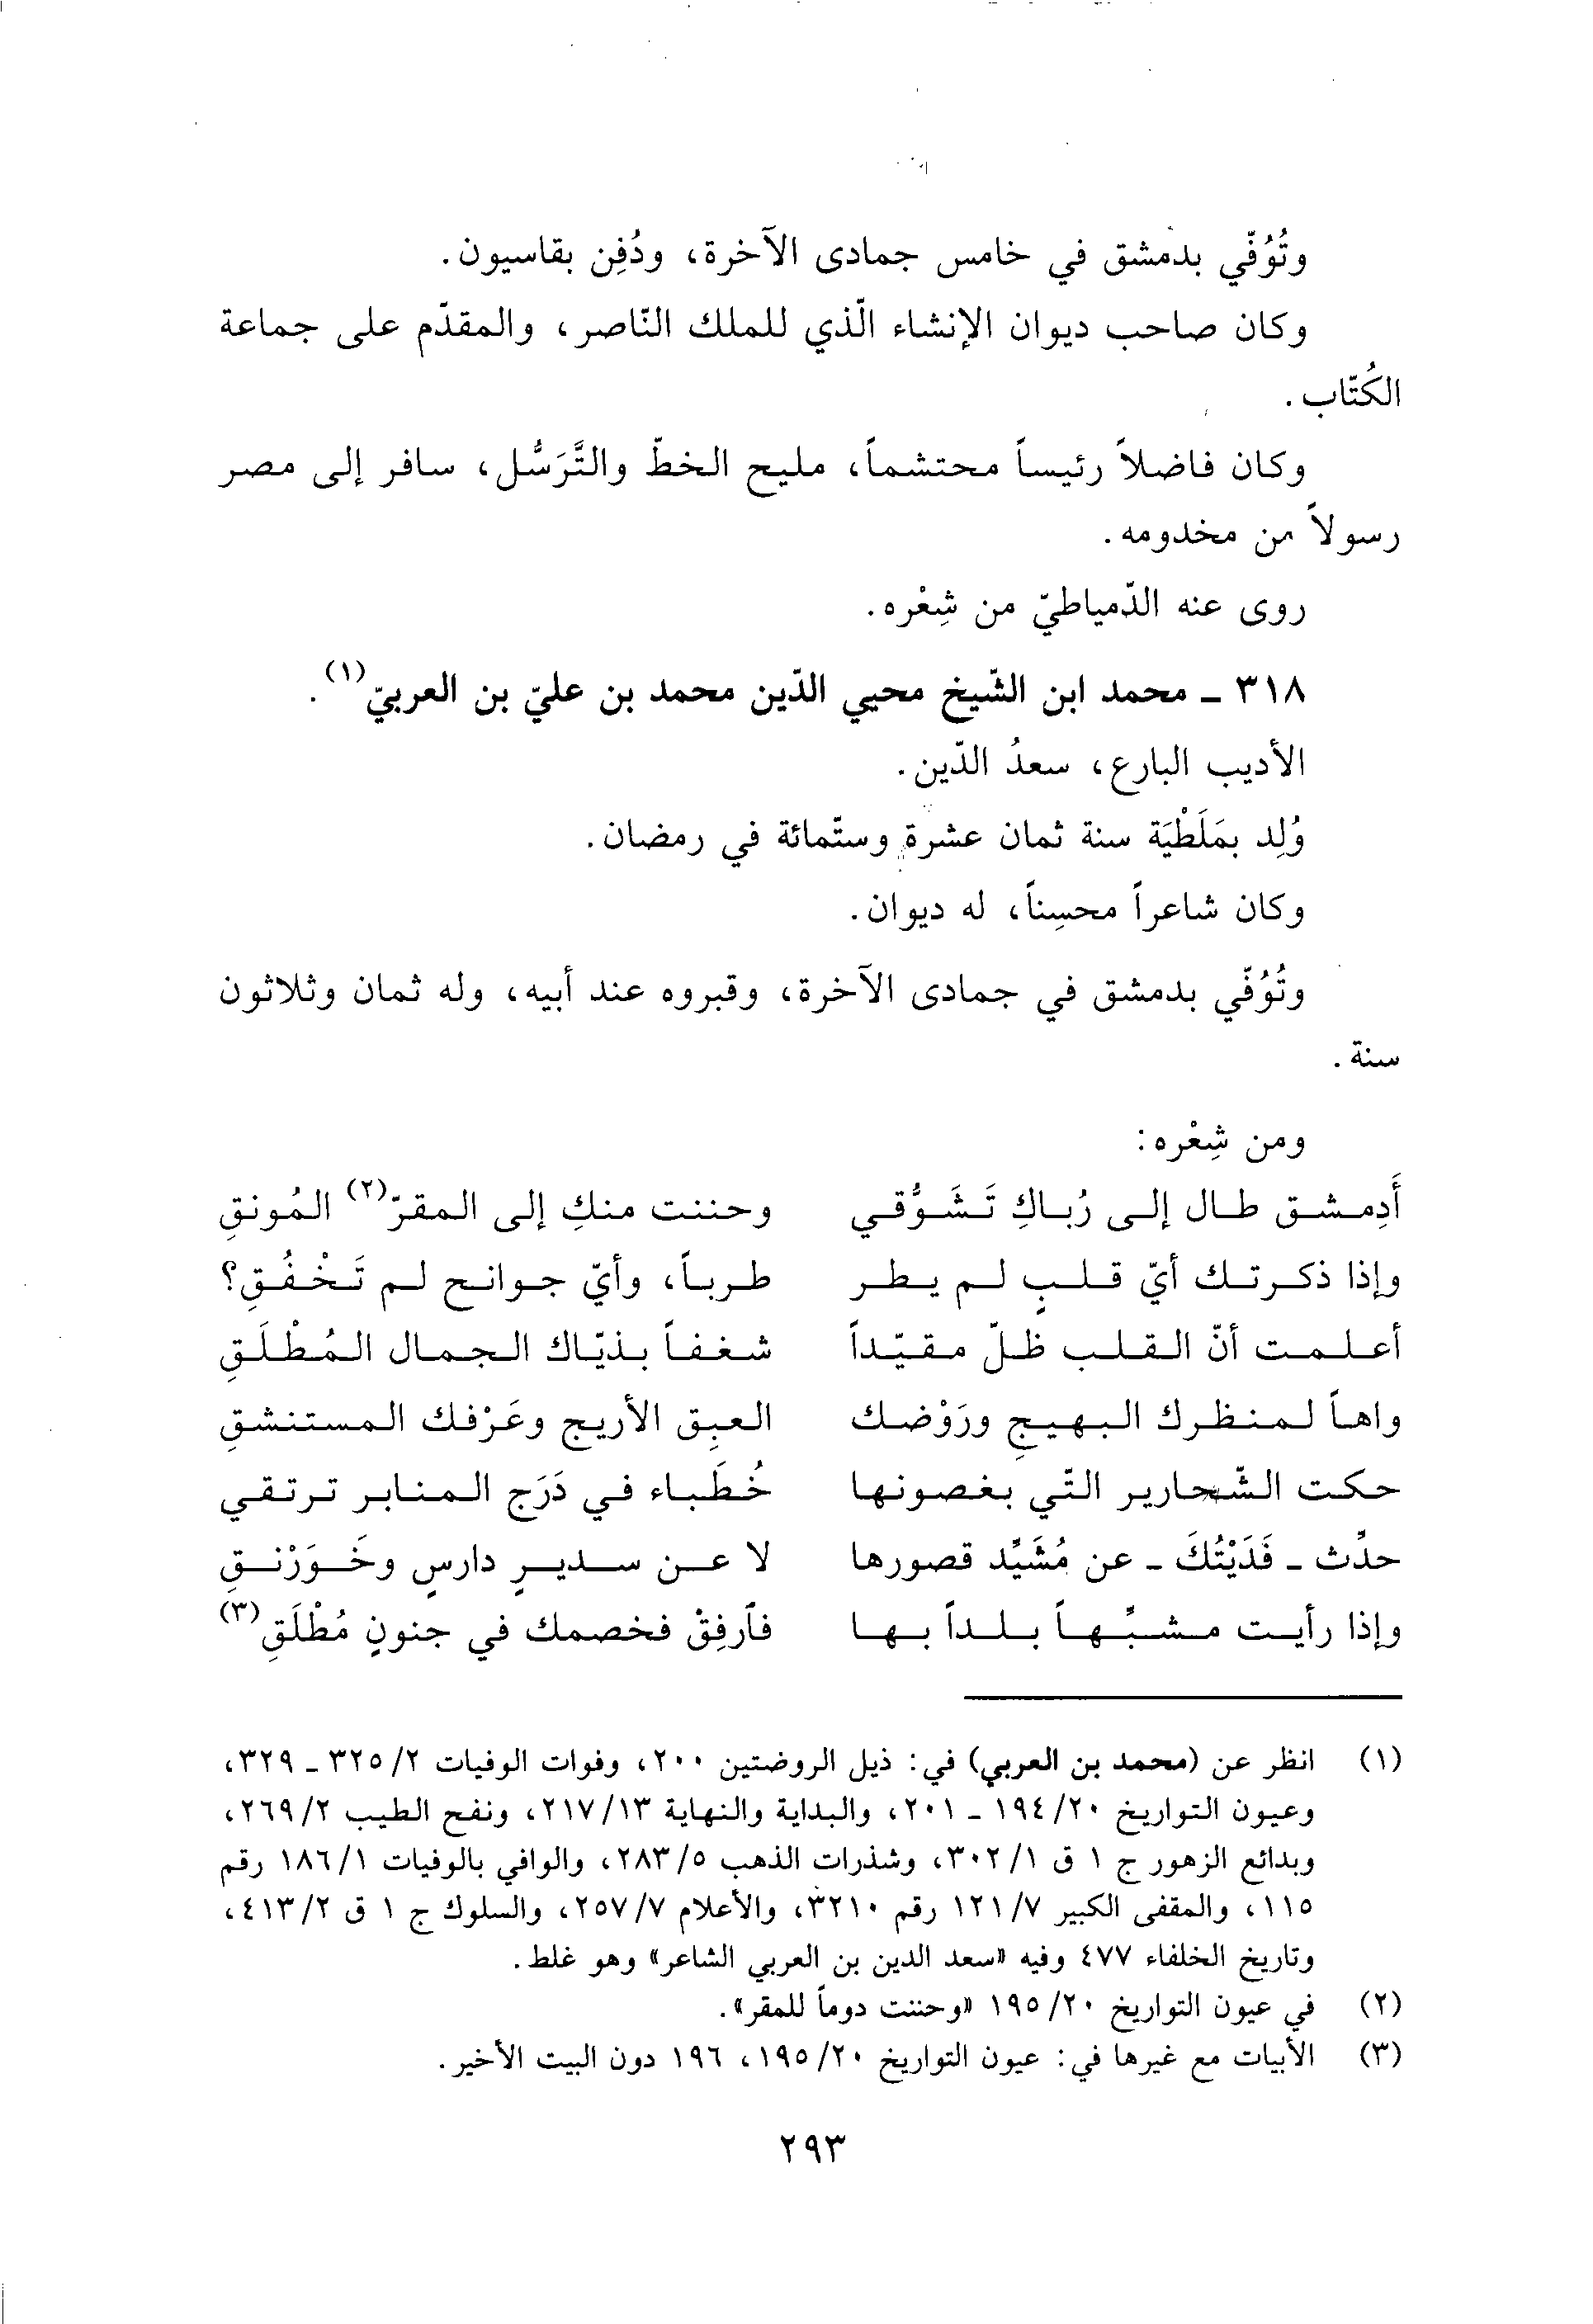 وتُوُفّي بدمشق في خامس جمادى الآخرة، ودُفِن بقاسيون.
وكان صاحب ديوان الإنشاء الّذي للملك النّاصر، والمقدّم على جماعة
الكُتّاب.
وكان فاضلاً رئيساً محتشماً، مليح الخطّ والتَّرَسُّل، سافر إلى مصر
رسولاً من مخدومه.
روى عنه الدّمياطيّ من شِعْره.
٣١٨ ـ محمد ابن الشّيخ محيي الدّين محمد بن عليّ بن العربيّ(١).
الأديب البارع، سعدُ الدّين.
وُلِد بمَلَطْيَة سنة ثمان عشرة وستّمائة في رمضان.
وكان شاعراً محسِناً، له ديوان.
وتُوُفّي بدمشق في جمادى الآخرة، وقبروه عند أبيه، وله ثمان وثلاثون
سنة.
ومن شِعْره:
أَدِمشق طال إلى رُباكِ تَشَوُّقي وحننت منكِ إلى المقرّ(٢) المُونقِ
وإذا ذكرتك أيّ قلبٍ لم يطر طرباً، وأيّ جوانح لم تَخْفُقِ؟
أعلمت أنّ القلب ظلّ مقيّداً شغفاً بذيّاك الجمال المُطْلَقِ
واهاً لمنظرك البهيجِ ورَوْضك العبِق الأريج وعَرْفك المستنشقِ
حكت الشّحارير التّي بغصونها خُطَباء في دَرَج المنابر ترتقي
حدِّث ـ فَدَيْتُكَ ـ عن مُشَيَّد قصورها لا عن سديرٍ دارسٍ وخَوَرْنقِ
وإذا رأيت مشبِّهاً بلداً بها فآرفِقْ فخصمك في جنونٍ مُطْلَقِ(٣)
(١) انظر عن (محمد بن العربي) في: ذيل الروضتين ٢٠٠، وفوات الوفيات ٢/ ٣٢٥ ـ ٣٢٩،
وعيون التواريخ ٢٠/ ١٩٤ ـ ٢٠١، والبداية والنهاية ١٣/ ٢١٧، ونفح الطيب ٢/ ٢٦٩،
وبدائع الزهور ج ١ ق ١/ ٣٠٢، وشذرات الذهب ٥/ ٢٨٣، والوافي بالوفيات ١/ ١٨٦ رقم
١١٥، والمقفى الكبير ٧/ ١٢١ رقم ٣٢١٠، والأعلام ٧/ ٢٥٧، والسلوك ج ١ ق ٢/ ٤١٣،
وتاريخ الخلفاء ٤٧٧ وفيه «سعد الدين بن العربي الشاعر» وهو غلط.
(٢) في عيون التواريخ ٢٠/ ١٩٥ «وحننت دوماً للمقر».
(٣) الأبيات مع غيرها في: عيون التواريخ ٢٠/ ١٩٥، ١٩٦ دون البيت الأخير.
٢٩٣